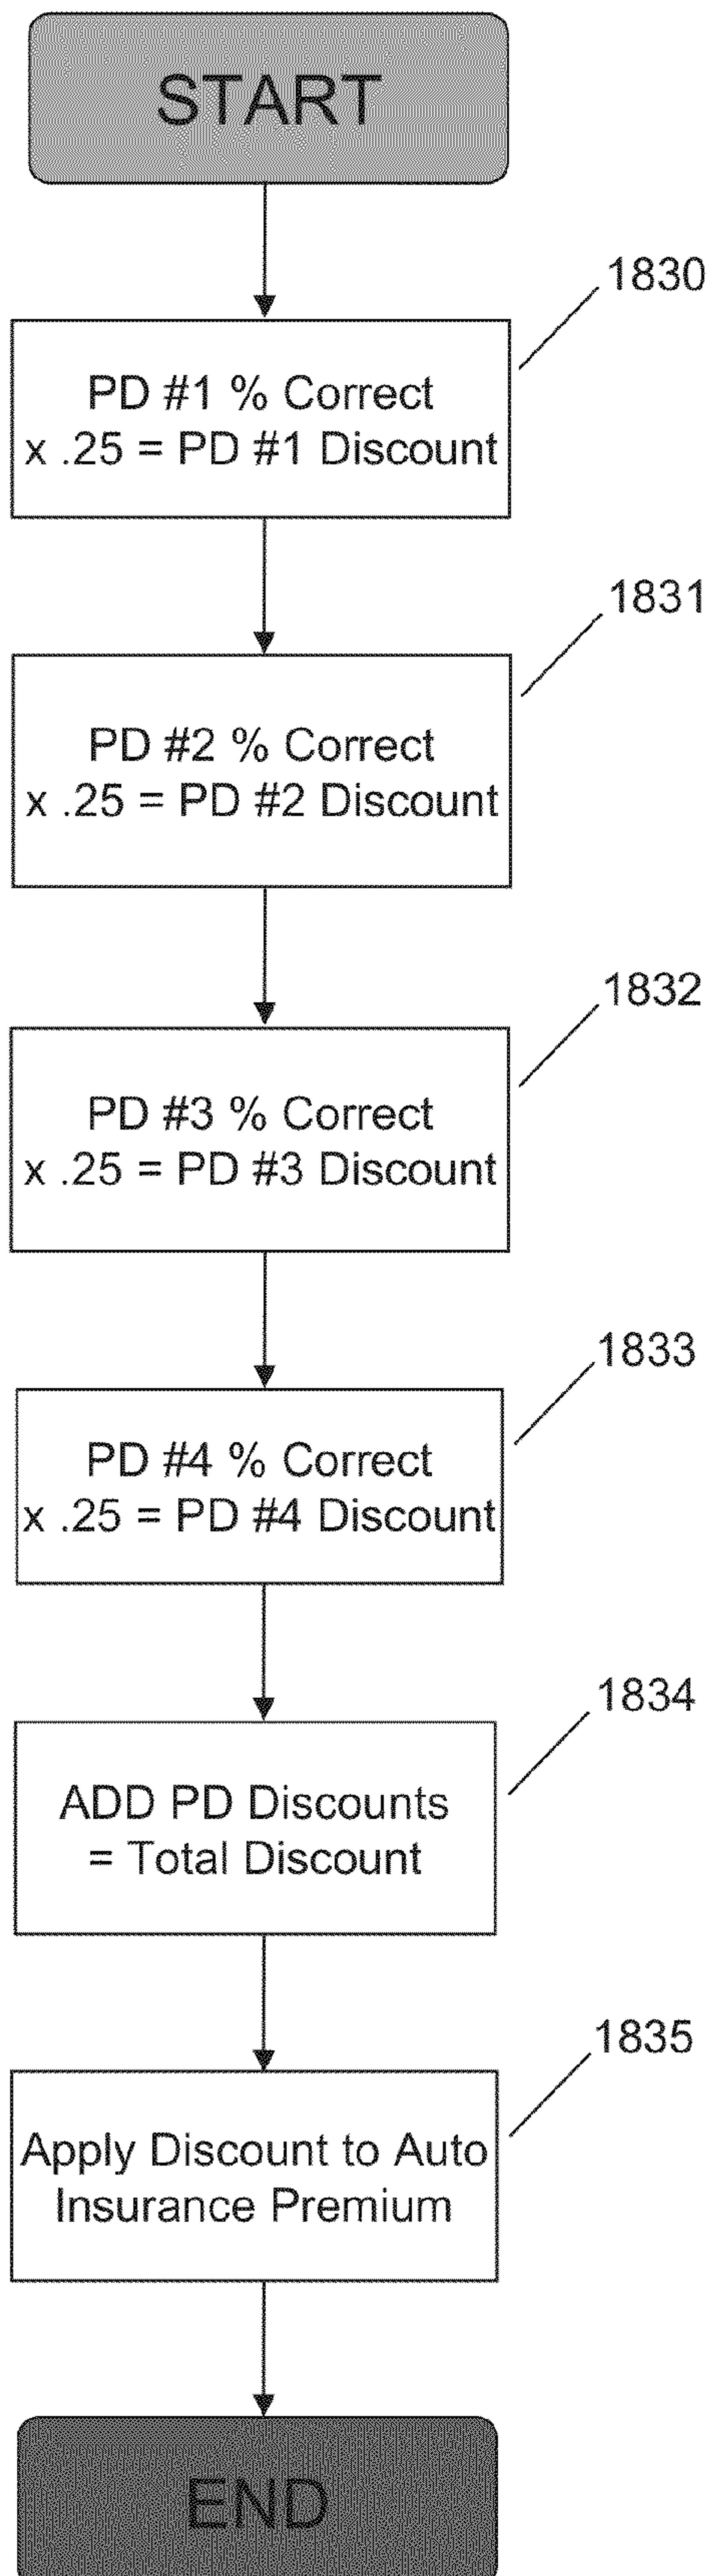 START
1830
PD #1 % Correct
x .25 = PD #1 Discount
1831
PD #2 % Correct
x .25 = PD #2 Discount
1832
PD #3 % Correct
x .25 = PD #3 Discount
1833
PD #4 % Correct
x .25 = PD #4 Discount
1834
ADD PD Discounts
= Total Discount
1835
Apply Discount to Auto
Insurance Premium
END